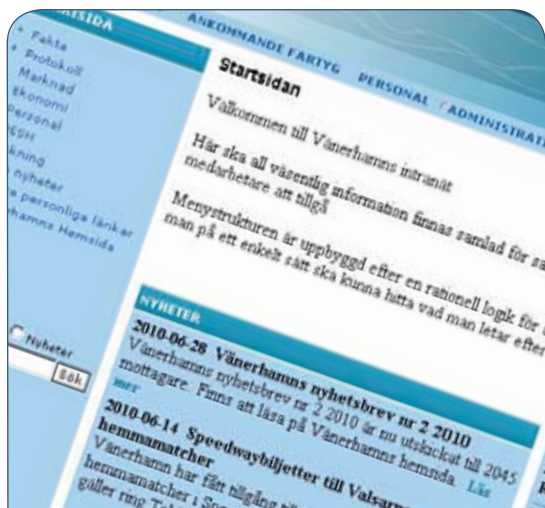 ANKOMMANDE FARTYG PERSONAL
Fakta
Protokoll
Marknad
Ekonomi
Personal
nyheter
personliga länkar
Hemsida
Nyheter
Sök
Startsidan
Välkommen till Vänerhamns intranät
Här ska all väsentlig information finnas samlad för
medarbetare att tillgå
Menystrukturen är uppbyggd efter en rationell logik för
man på ett enkelt sätt ska kunna hitta vad man letar efter
NYHETER
2010-06-28 Vänerhamns nyhetsbrev nr 2 2010
Vänerhamns nyhetsbrev nr 2 2010 är nu utskickat till 2045
mottagare. Finns att läsa på Vänerhamns hemsida. Läs
mer
2010-06-14 Speedwaybiljetter till
hemmamatcher
Vänerhamn har fått tillgång
hemmamatcher i
gäller ring